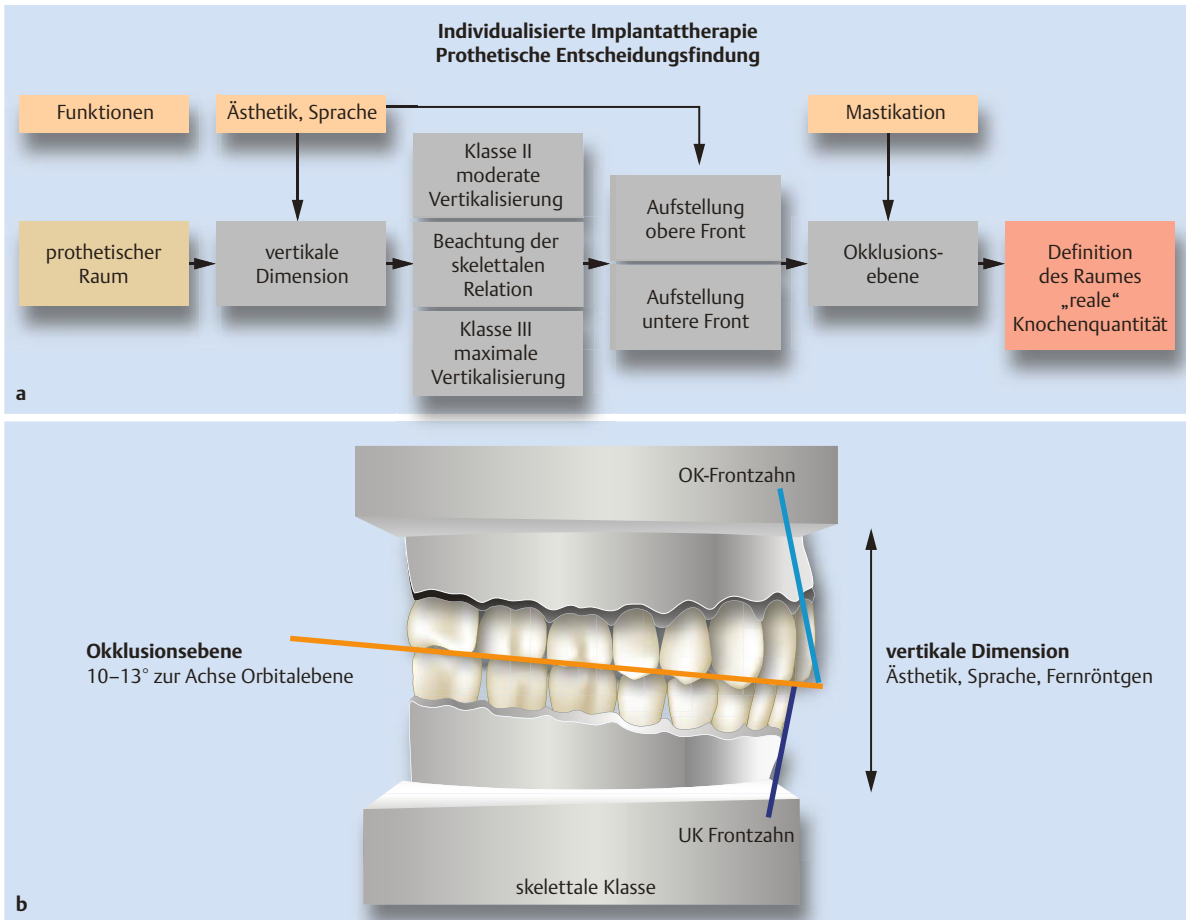 Individualisierte Implantattherapie
Prothetische Entscheidungsfindung
Funktionen
Ästhetik, Sprache
Mastikation
prothetischer
Raum
vertikale
Dimension
Klasse II
moderate
Vertikalisierung
Beachtung der
skelettalen
Relation
Klasse III
maximale
Vertikalisierung
Aufstellung
obere Front
Aufstellung
untere Front
Okklusions-
ebene
Definition
des Raumes
„reale“
Knochenquantität
a
OK-Frontzahn
Okklusionsebene
10–13° zur Achse Orbitalebene
vertikale Dimension
Ästhetik, Sprache, Fernröntgen
UK Frontzahn
skelettale Klasse
b